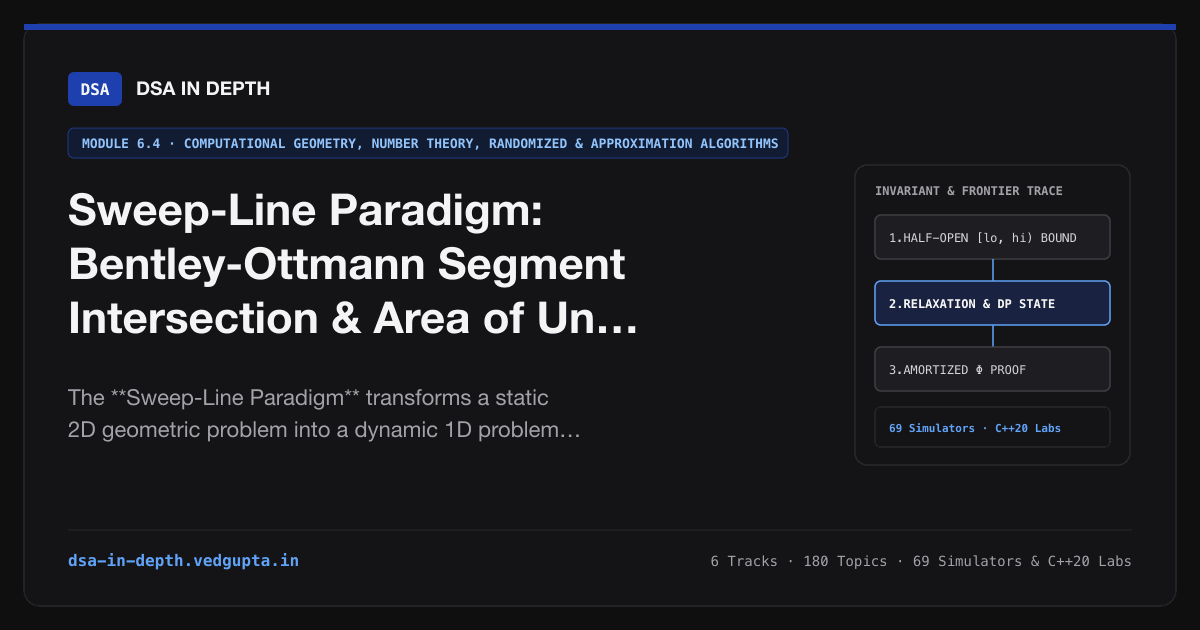 DSA
DSA IN DEPTH
MODULE 6.4 · COMPUTATIONAL GEOMETRY, NUMBER THEORY, RANDOMIZED & APPROXIMATION ALGORITHMS
Sweep-Line Paradigm:
Bentley-Ottmann Segment
Intersection & Area of Un…
The **Sweep-Line Paradigm** transforms a static
2D geometric problem into a dynamic 1D problem…
INVARIANT & FRONTIER TRACE
1.HALF-OPEN [lo, hi) BOUND
2.RELAXATION & DP STATE
3.AMORTIZED Φ PROOF
69 Simulators · C++20 Labs
dsa-in-depth.vedgupta.in
6 Tracks · 180 Topics · 69 Simulators & C++20 Labs